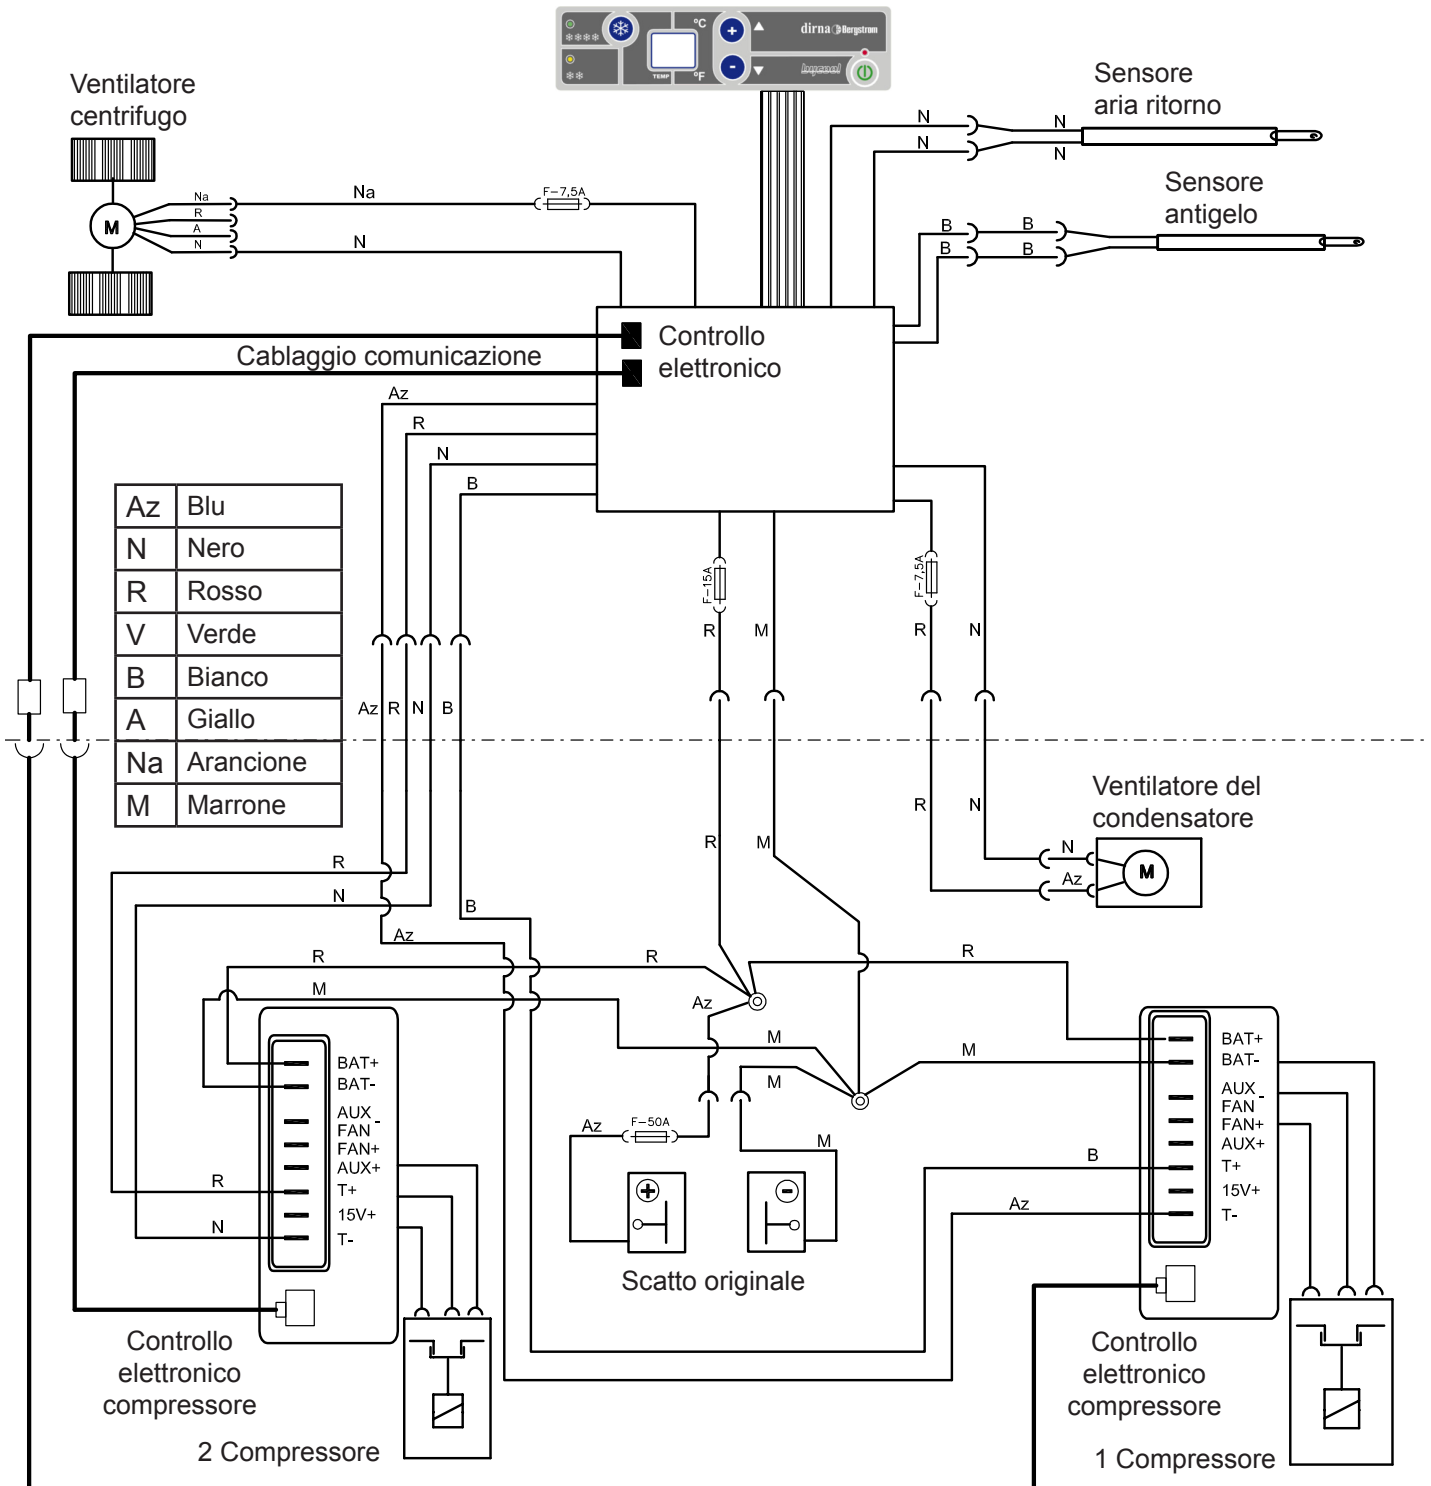 °C
dirna Bergstrom
❄❄❄❄
❄❄
TEMP
°F
bycool
+
-
Ventilatore
centrifugo
Sensore
aria ritorno
Sensore
antigelo
N
N
N
N
B
B
B
B
M
Na
R
A
N
Na
N
F-7,5A
Controllo
elettronico
Cablaggio comunicazione
Az
R
N
B
Az Blu
N Nero
R Rosso
V Verde
B Bianco
A Giallo
Na Arancione
M Marrone
F-15A
F-7,5A
R
M
R
N
Az
R
N
B
Ventilatore del
condensatore
R
N
N
Az
M
R
M
R
N
B
Az
R
R
R
M
Az
M
M
M
BAT+
BAT-
AUX
FAN -
FAN+
AUX+
T+
15V+
T-
R
N
Az
F-50A
M
+
-
Scatto originale
BAT+
BAT-
AUX
FAN -
FAN+
AUX+
T+
15V+
T-
B
Az
Controllo
elettronico
compressore
2 Compressore
Controllo
elettronico
compressore
1 Compressore